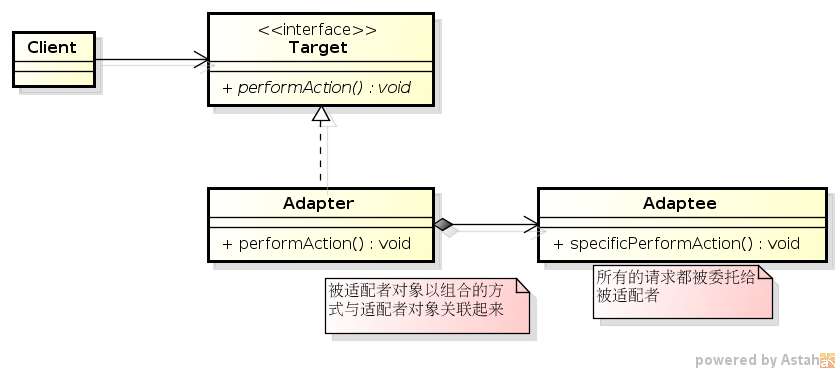 Client
<<interface>>
Target
+ performAction() : void
Adapter
+ performAction() : void
Adaptee
+ specificPerformAction() : void
被适配者对象以组合的方
式与适配者对象关联起来
所有的请求都被委托给
被适配者
powered by Astah